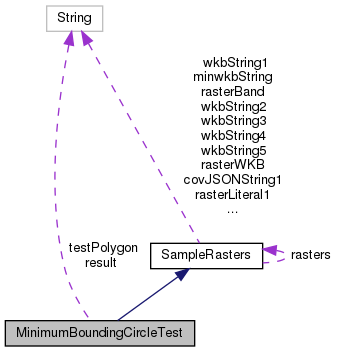 String
wkbString1
minwkbString
rasterBand
wkbString2
wkbString3
wkbString4
wkbString5
rasterWKB
covJSONString1
rasterLiteral1
...
testPolygon
result
SampleRasters
rasters
MinimumBoundingCircleTest